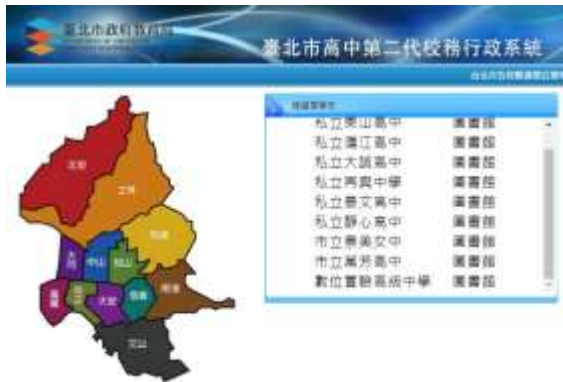 臺北市政府教育局
臺北市高中第二代校務行政系統
私立東山高中 圖書館
私立滬江高中 圖書館
私立大誠高中 圖書館
私立再興中學 圖書館
私立景文高中 圖書館
私立靜心高中 圖書館
市立景美女中 圖書館
市立萬芳高中 圖書館
數位實驗高級中學 圖書館
北投
士林
內湖
大同
中山
松山
萬華
中正
大安
信義
南港
文山